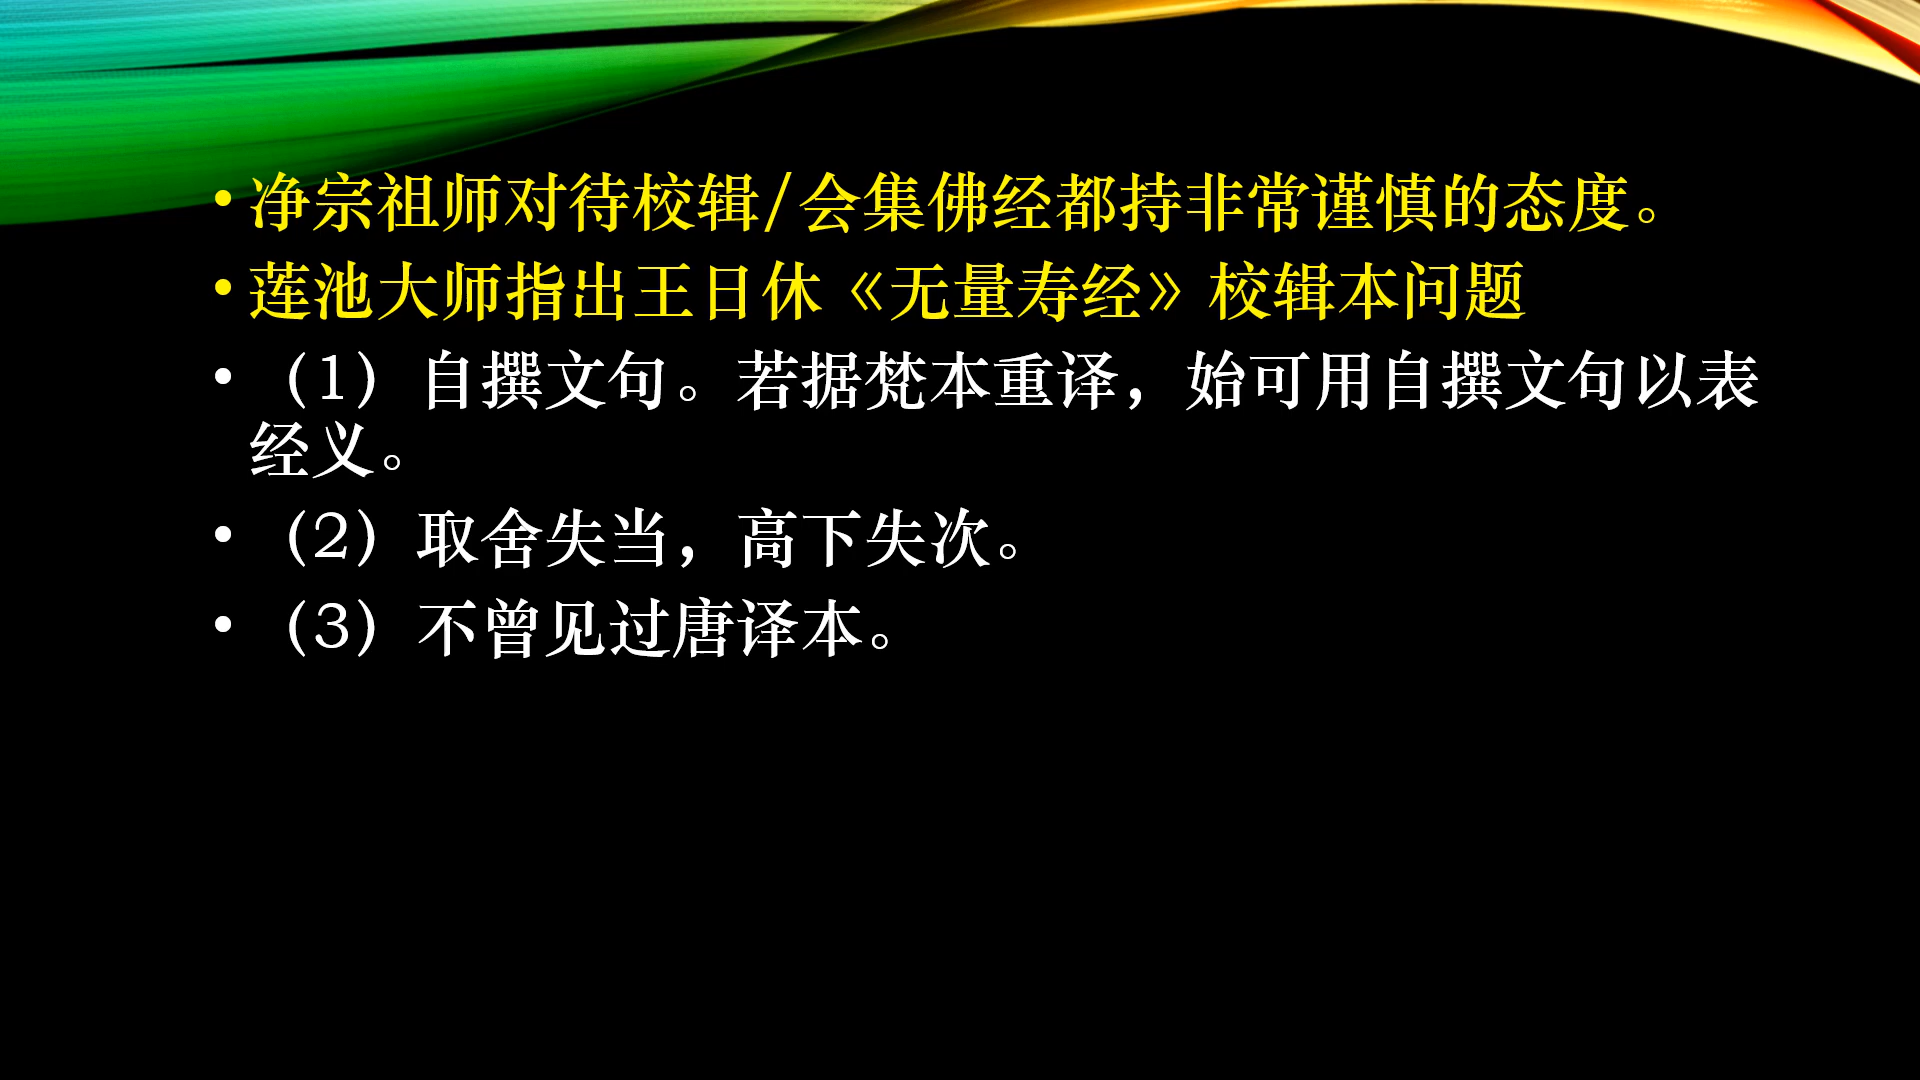 • 净宗祖师对待校辑/会集佛经都持非常谨慎的态度。
• 莲池大师指出王日休《无量寿经》校辑本问题
• （1）自撰文句。若据梵本重译，始可用自撰文句以表
经义。
• （2）取舍失当，高下失次。
• （3）不曾见过唐译本。